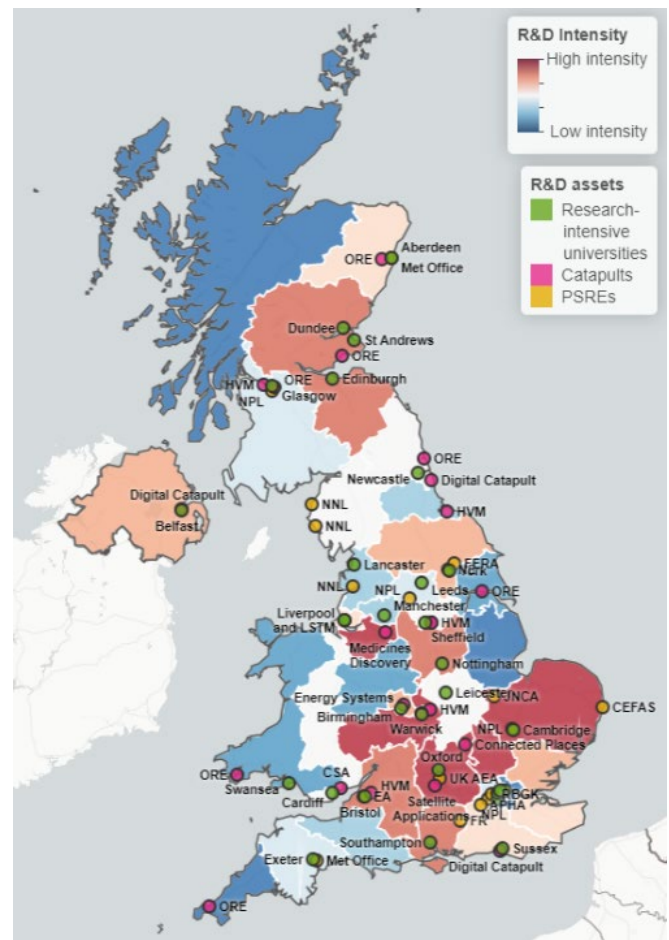 R&D Intensity
High intensity
Low intensity
R&D assets
Research-
intensive
universities
Catapults
PSREs
Aberdeen
ORE
Met Office
Dundee
St Andrews
ORE
Edinburgh
HVM
ORE
NPL
Glasgow
ORE
Newcastle
Digital Catapult
Digital Catapult
Belfast
NNL
NNL
HVM
FERA
Lancaster
NNL
NPL
Leeds
ORE
Manchester
Liverpool
and LSTM
HVM
Sheffield
Medicines
Discovery
Nottingham
Leicester
Energy Systems
Birmingham
HVM
Warwick
CEFAS
NPL
Cambridge
Connected Places
Oxford
UK AEA
ORE
Swansea
CSA
Cardiff
HVM
EA
Bristol
Satellite
Applications
RBGK
APHA
NPL
FR
Southampton
Sussex
Digital Catapult
Exeter
Met Office
ORE